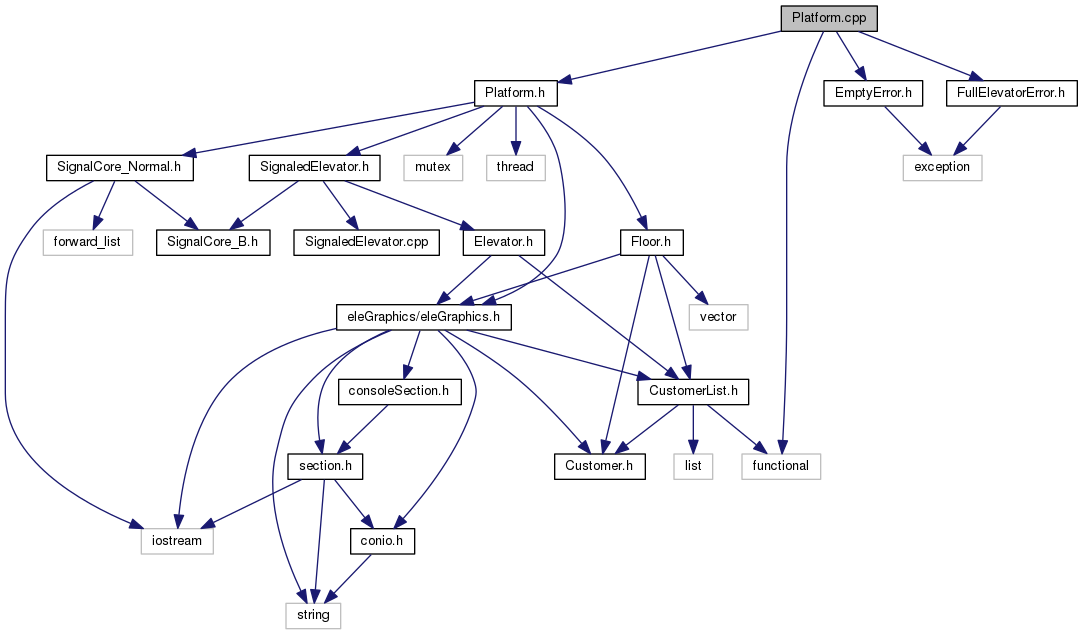 Platform.cpp
Platform.h
EmptyError.h
FullElevatorError.h
SignalCore_Normal.h
SignaledElevator.h
mutex
thread
exception
forward_list
SignalCore_B.h
SignaledElevator.cpp
Elevator.h
Floor.h
eleGraphics/eleGraphics.h
vector
consoleSection.h
CustomerList.h
section.h
Customer.h
list
functional
iostream
conio.h
string